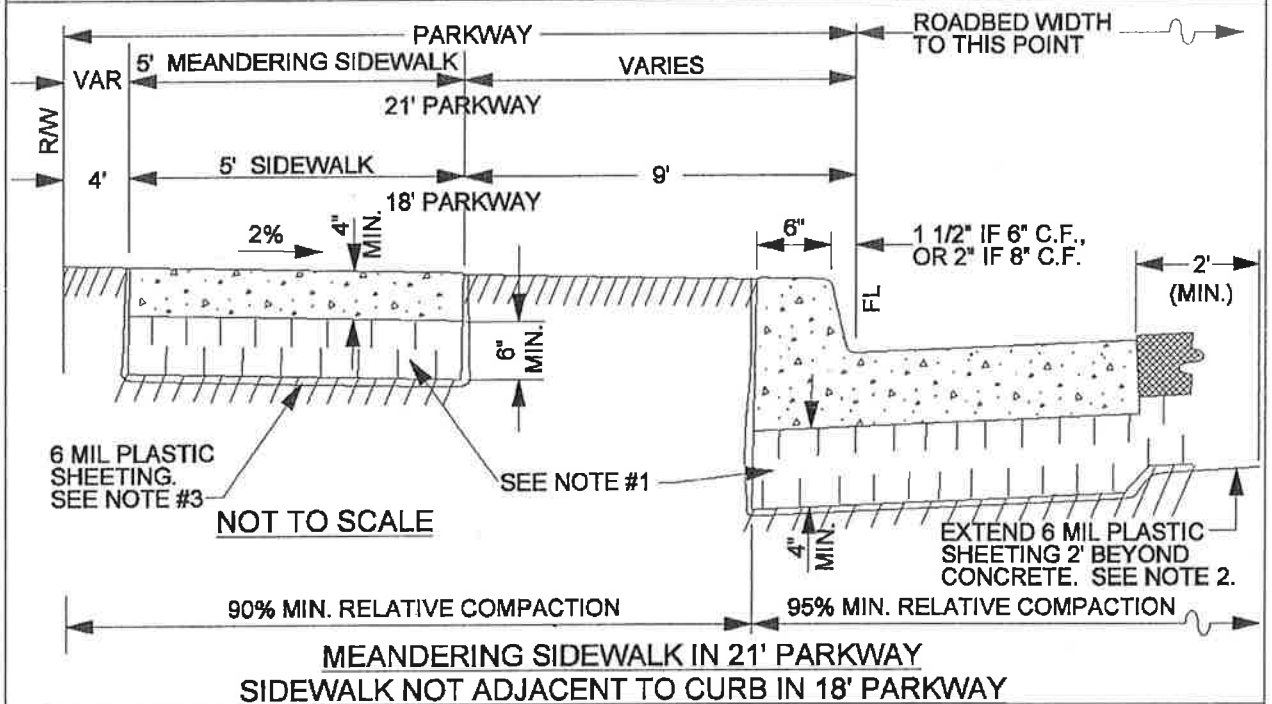 PARKWAY
ROADBED WIDTH
TO THIS POINT
VAR
5' MEANDERING SIDEWALK
VARIES
21' PARKWAY
R/W
4'
5' SIDEWALK
9'
18' PARKWAY
2%
4"
MIN.
6"
1 1/2" IF 6" C.F.,
OR 2" IF 8" C.F.
2'
(MIN.)
FL
6"
MIN.
6 MIL PLASTIC
SHEETING.
SEE NOTE #3
SEE NOTE #1
NOT TO SCALE
4"
MIN.
EXTEND 6 MIL PLASTIC
SHEETING 2' BEYOND
CONCRETE. SEE NOTE 2.
90% MIN. RELATIVE COMPACTION
95% MIN. RELATIVE COMPACTION
MEANDERING SIDEWALK IN 21' PARKWAY
SIDEWALK NOT ADJACENT TO CURB IN 18' PARKWAY